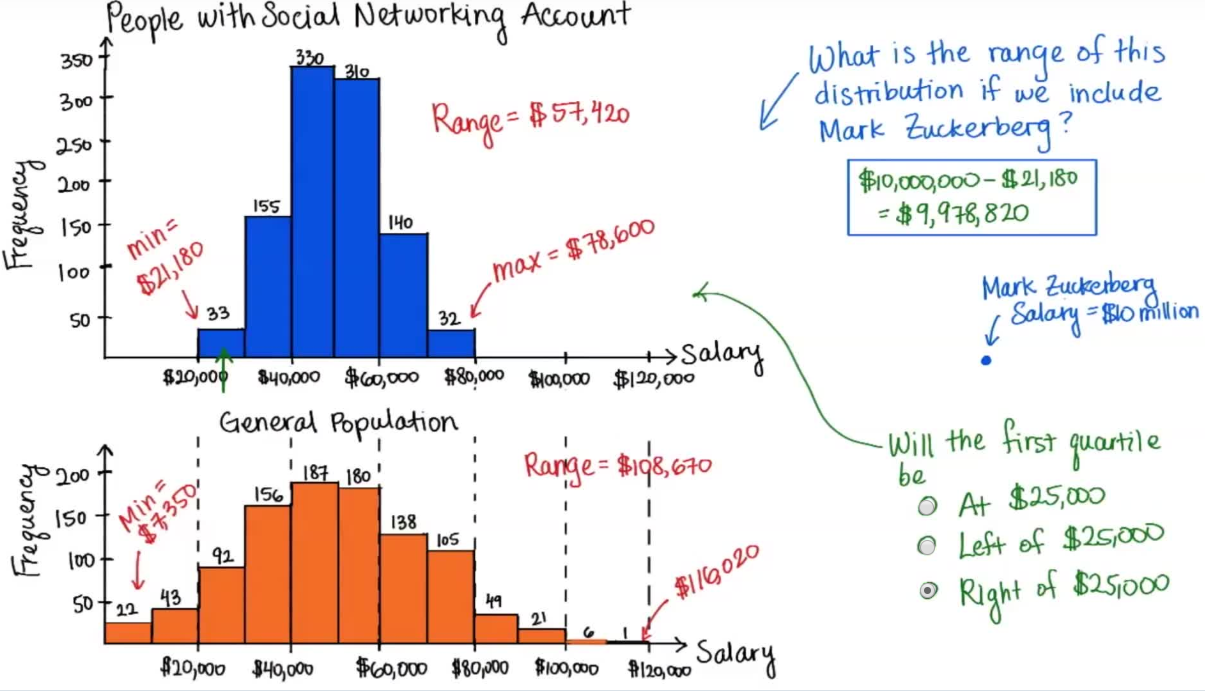 People with Social Networking Account
Frequency
350
300
250
200
150
100
50
33
155
330
310
140
32
min =
$21,180
max = $78,600
Range = $57,420
$20,000
$40,000
$60,000
$80,000
$100,000
$120,000
Salary
What is the range of this
distribution if we include
Mark Zuckerberg?
$10,000,000 - $21,180
= $9,978,820
Mark Zuckerberg
Salary = $10 million
General Population
Frequency
200
150
100
50
22
43
92
156
187
180
138
105
49
21
6
1
Min =
$7,350
Range = $108,670
$116,020
$20,000
$40,000
$60,000
$80,000
$100,000
$120,000
Salary
Will the first quartile
be
At $25,000
Left of $25,000
Right of $25,000